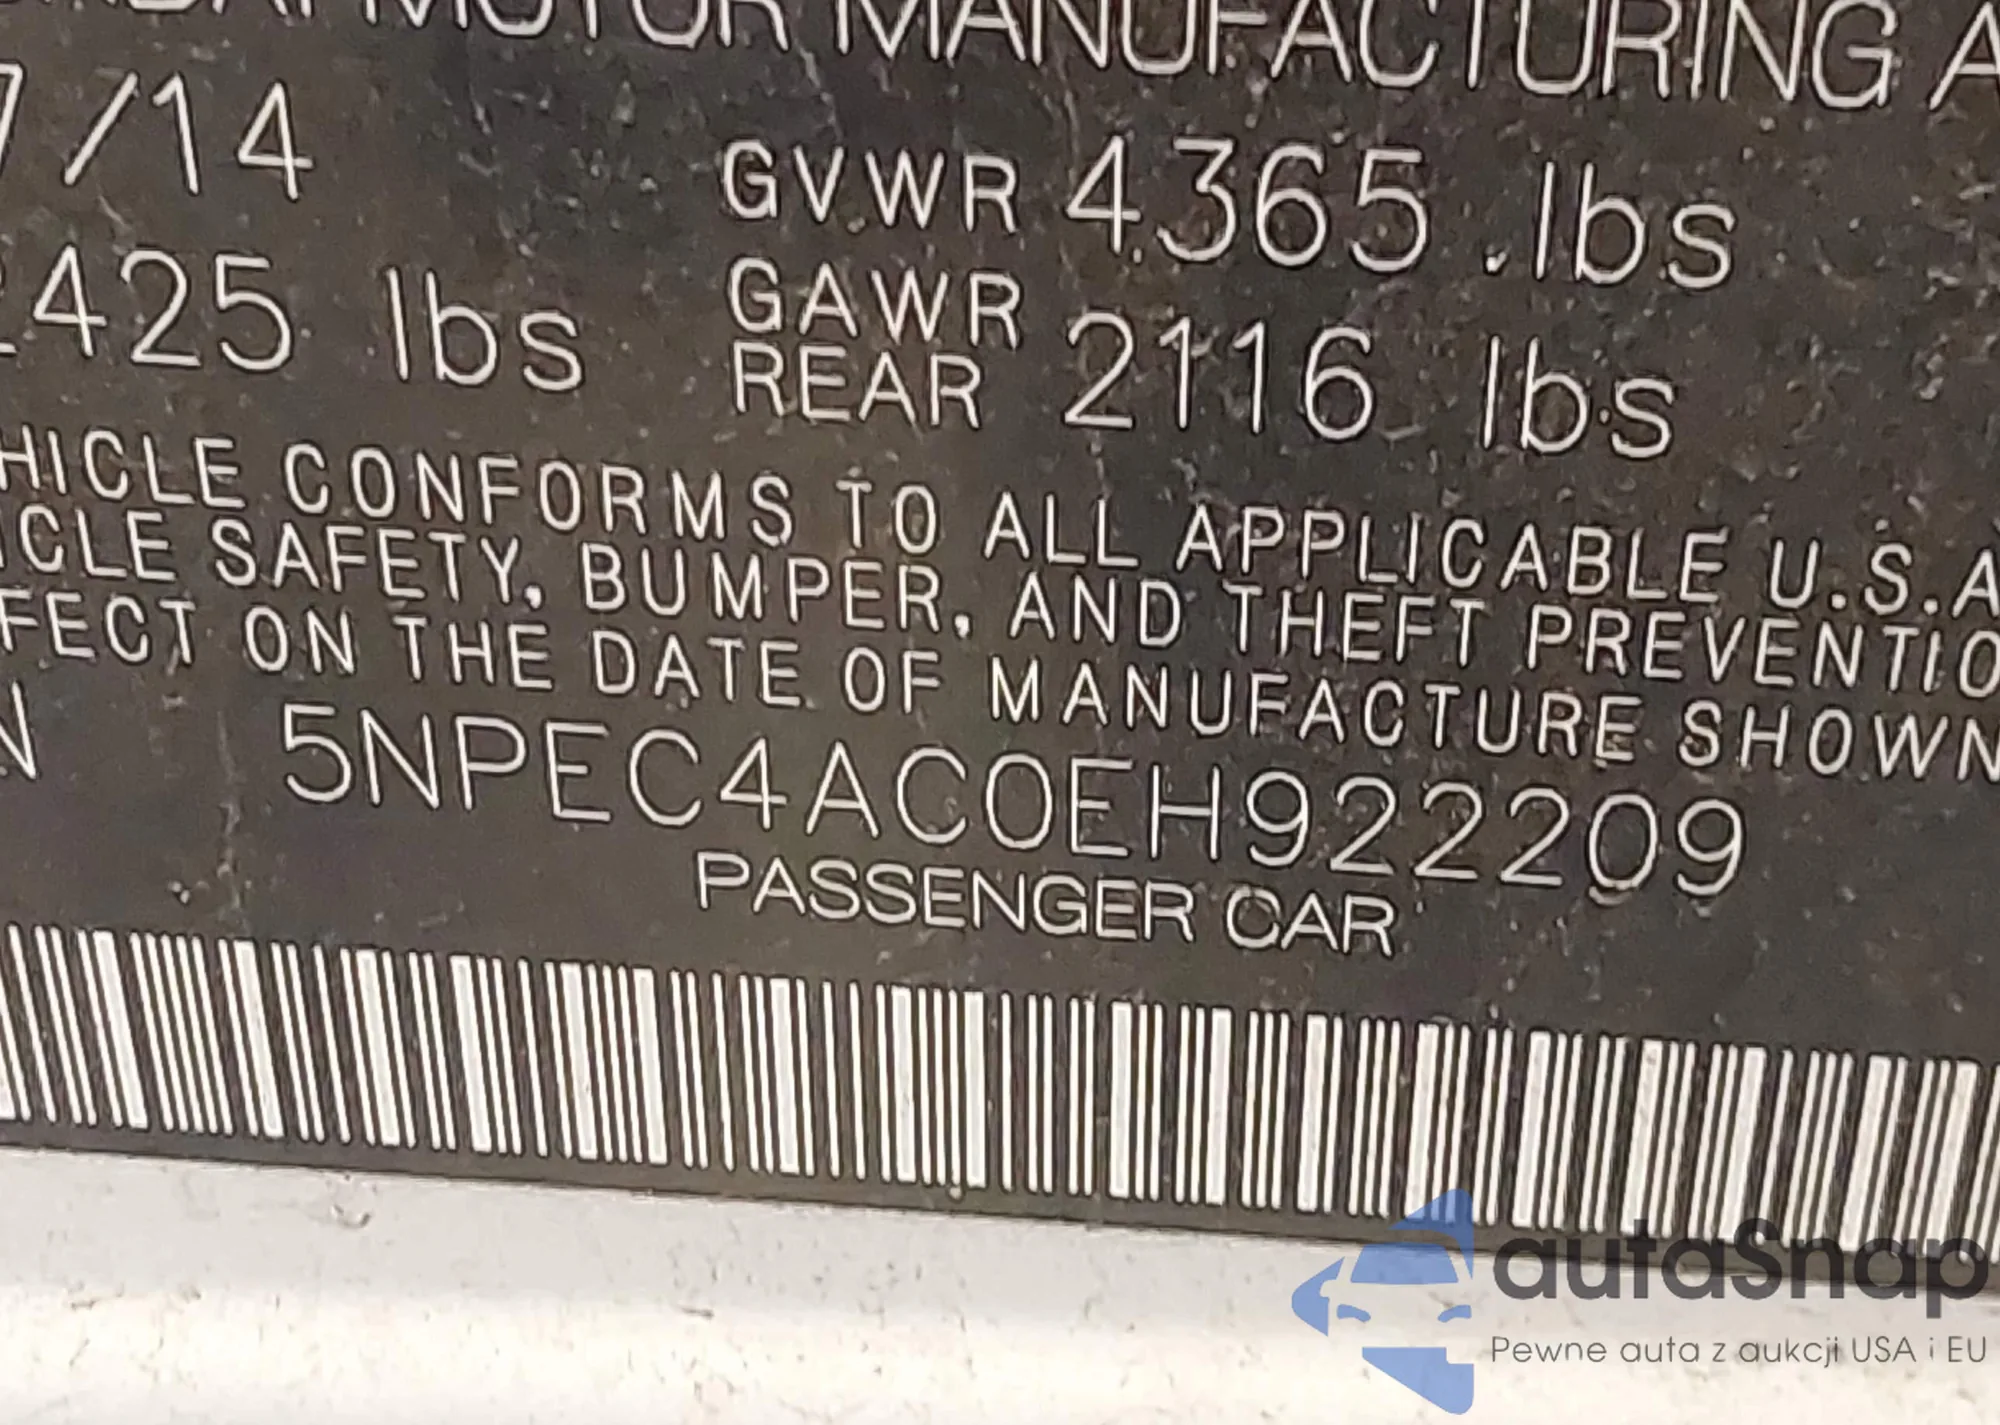 MOTOR MANUFACTURING A
7/14 GVWR 4365 lbs
2425 lbs GAWR REAR 2116 lbs
HICLE CONFORMS TO ALL APPLICABLE U.S.A
ICLE SAFETY, BUMPER, AND THEFT PREVENTIO
FECT ON THE DATE OF MANUFACTURE SHOWN
N 5NPEC4AC0EH922209
PASSENGER CAR
autaSnap
Pewne auta z aukcji USA i EU